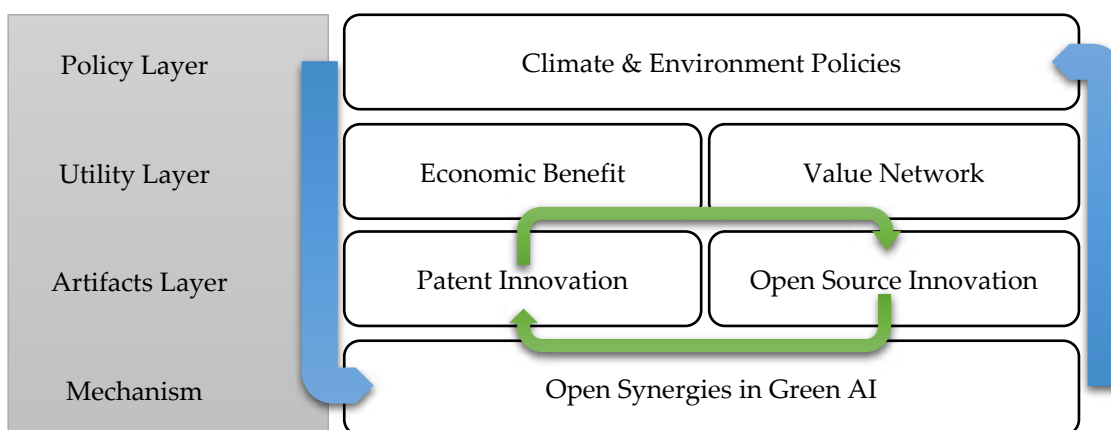 Policy Layer
Climate & Environment Policies
Utility Layer
Economic Benefit
Value Network
Artifacts Layer
Patent Innovation
Open Source Innovation
Mechanism
Open Synergies in Green AI